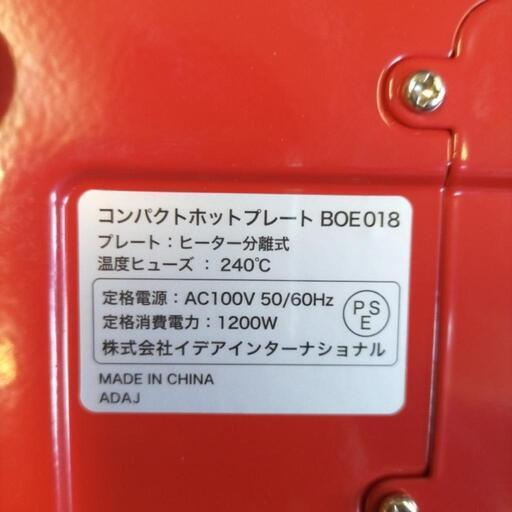 コンパクトホットプレート BOE018
プレート：ヒーター分離式
温度ヒューズ ： 240℃
定格電源：AC100V 50/60Hz
定格消費電力：1200W
株式会社イデアインターナショナル
PSE
MADE IN CHINA
ADAJ